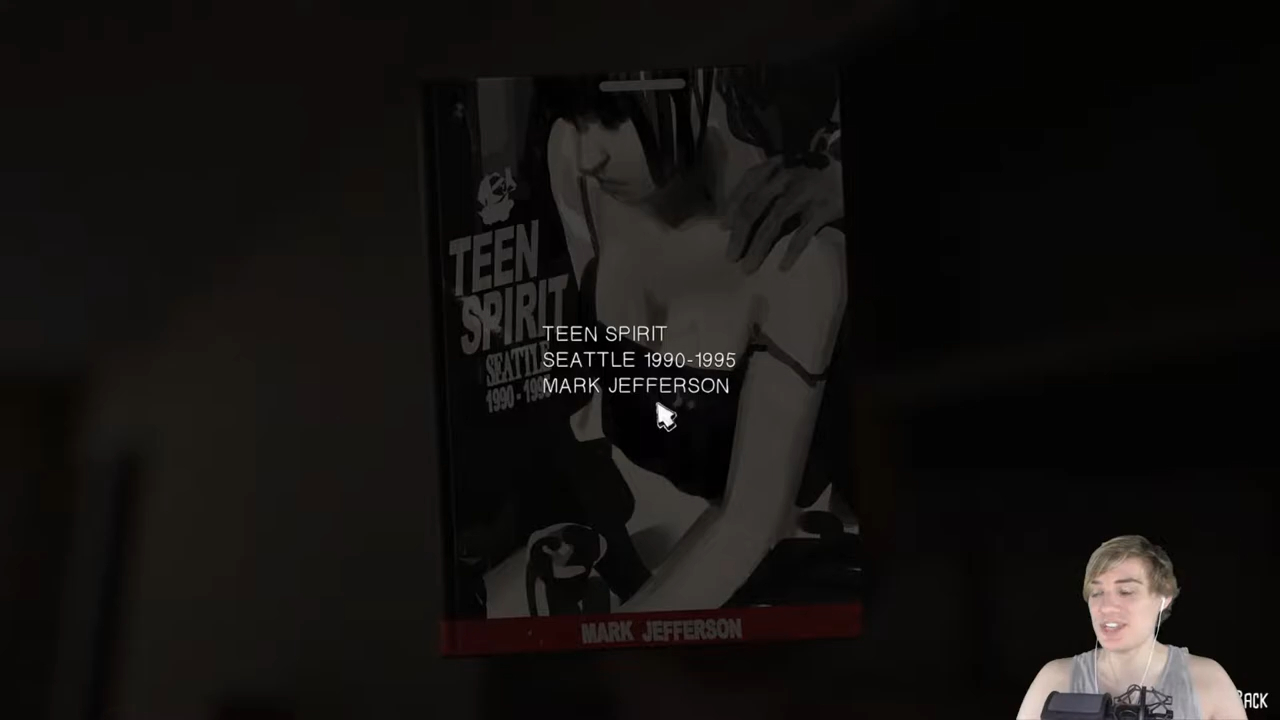 TEEN
SPIRIT
SEATTLE
1990-199
TEEN SPIRIT
SEATTLE 1990-1995
MARK JEFFERSON
MARK JEFFERSON
ACK